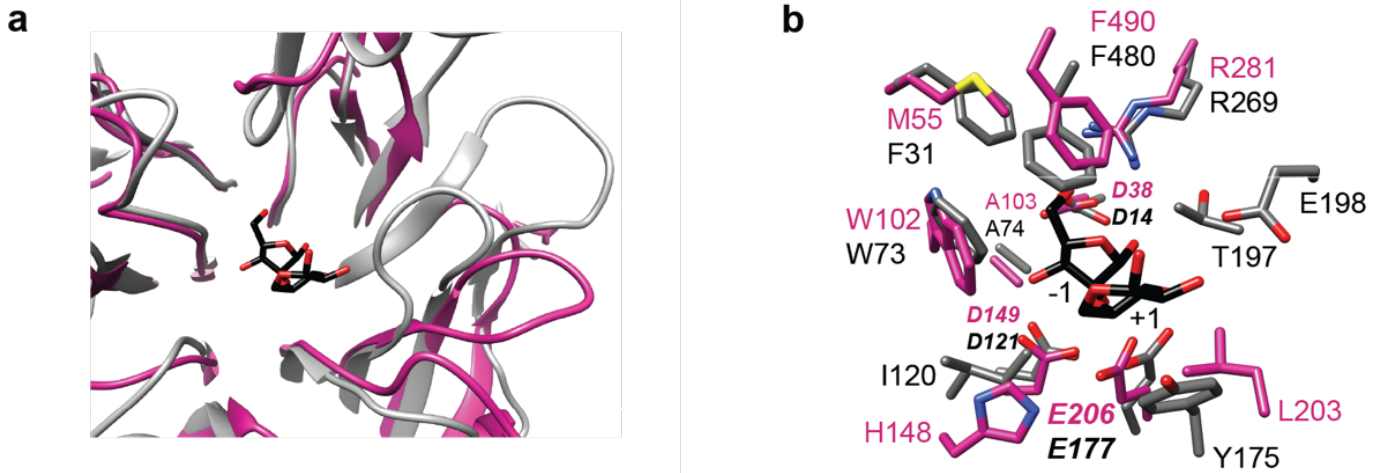 a
b
F490
F480
R281
R269
M55
F31
A103
A74
D38
D14
W102
W73
E198
T197
-1
+1
D149
D121
I120
H148
E206
E177
L203
Y175